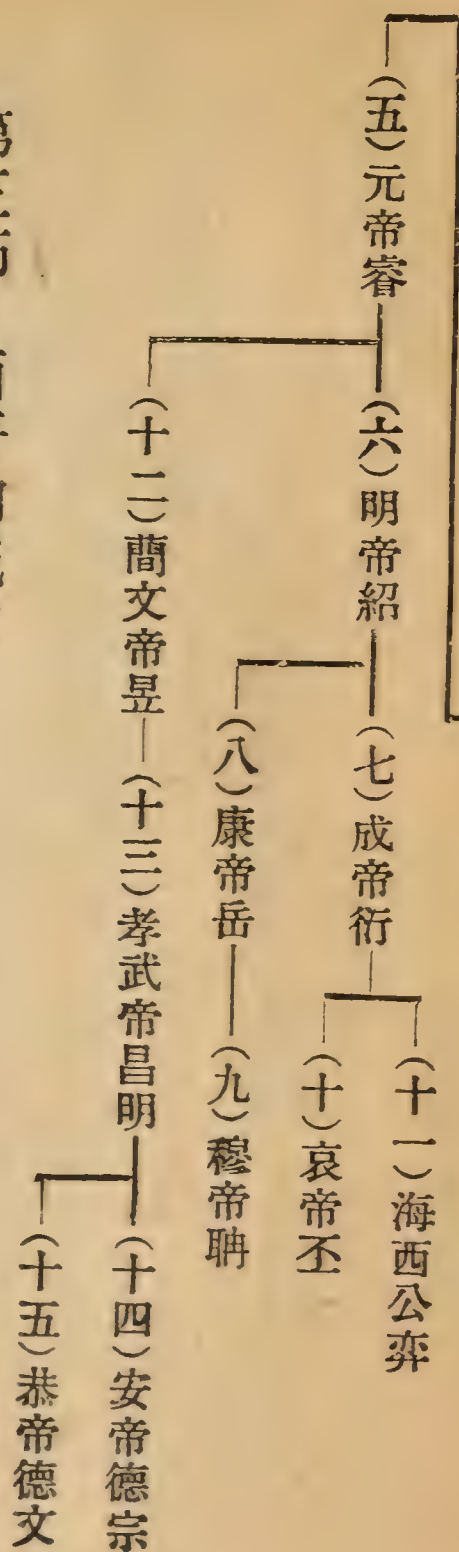 (五)元帝睿
(六)明帝紹
(七)成帝衍
(十一)海西公弈
(十)哀帝丕
(八)康帝岳
(九)穆帝聃
(十二)簡文帝昱
(十三)孝武帝昌明
(十四)安帝德宗
(十五)恭帝德文